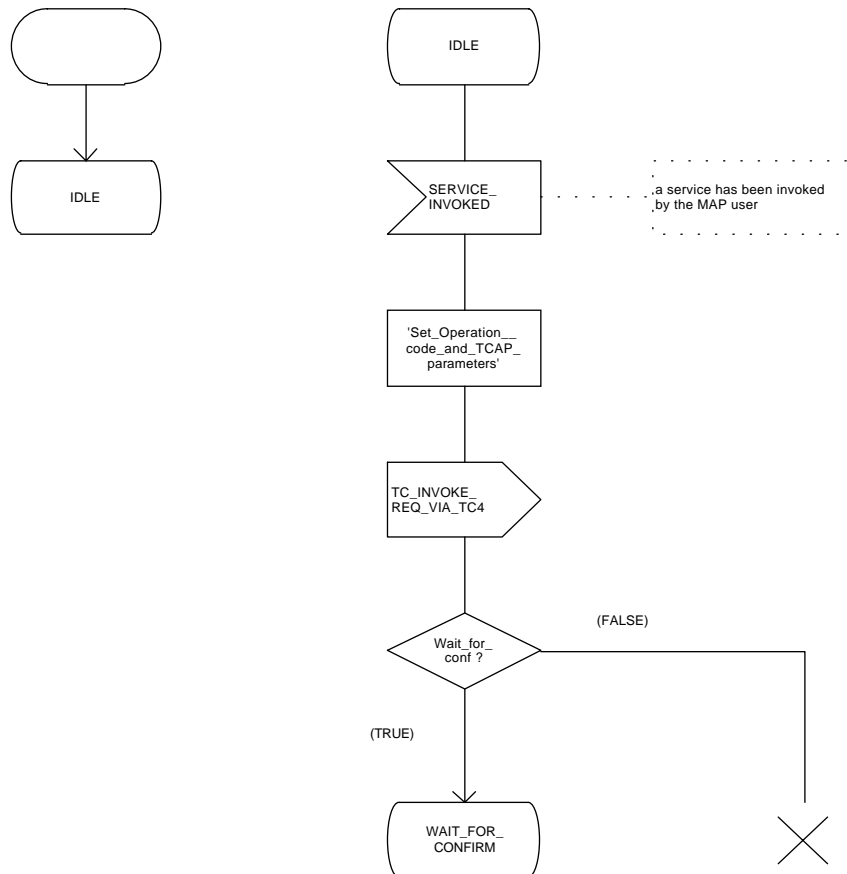 IDLE
IDLE
SERVICE_
INVOKED
a service has been invoked
by the MAP user
'Set_Operation__
code_and_TCAP_
parameters'
TC_INVOKE_
REQ_VIA_TC4
Wait_for_
conf ?
(FALSE)
(TRUE)
WAIT_FOR_
CONFIRM